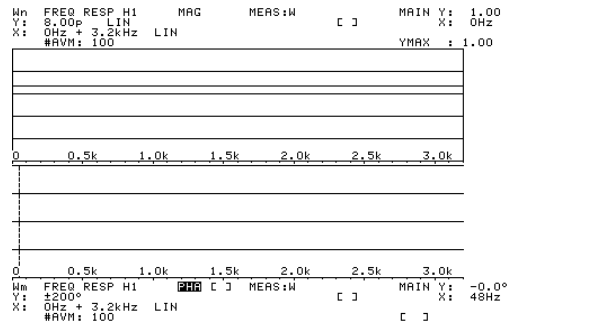 Wn FREQ RESP H1 MAG MEAS:W MAIN Y: 1.00
Y: 8.00p LIN [ ] X: 0Hz
X: 0Hz + 3.2kHz LIN
#AVM: 100 YMAX : 1.00
0 0.5k 1.0k 1.5k 2.0k 2.5k 3.0k
0 0.5k 1.0k 1.5k 2.0k 2.5k 3.0k
Wm FREQ RESP H1 PHA [ ] MEAS:W MAIN Y: -0.0°
Y: ±200° [ ] X: 48Hz
X: 0Hz + 3.2kHz LIN
#AVM: 100 [ ]